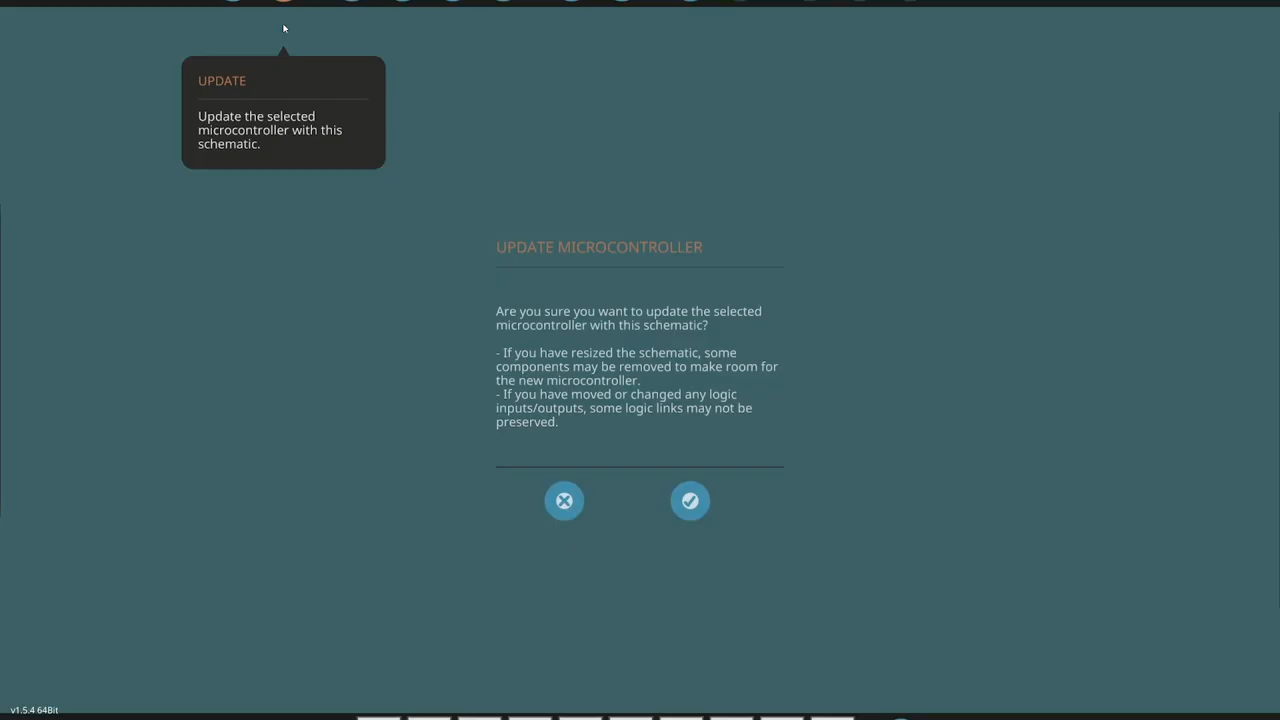 UPDATE
Update the selected
microcontroller with this
schematic.
UPDATE MICROCONTROLLER
Are you sure you want to update the selected
microcontroller with this schematic?
- If you have resized the schematic, some
components may be removed to make room for
the new microcontroller.
- If you have moved or changed any logic
inputs/outputs, some logic links may not be
preserved.
v1.5.4 64Bit